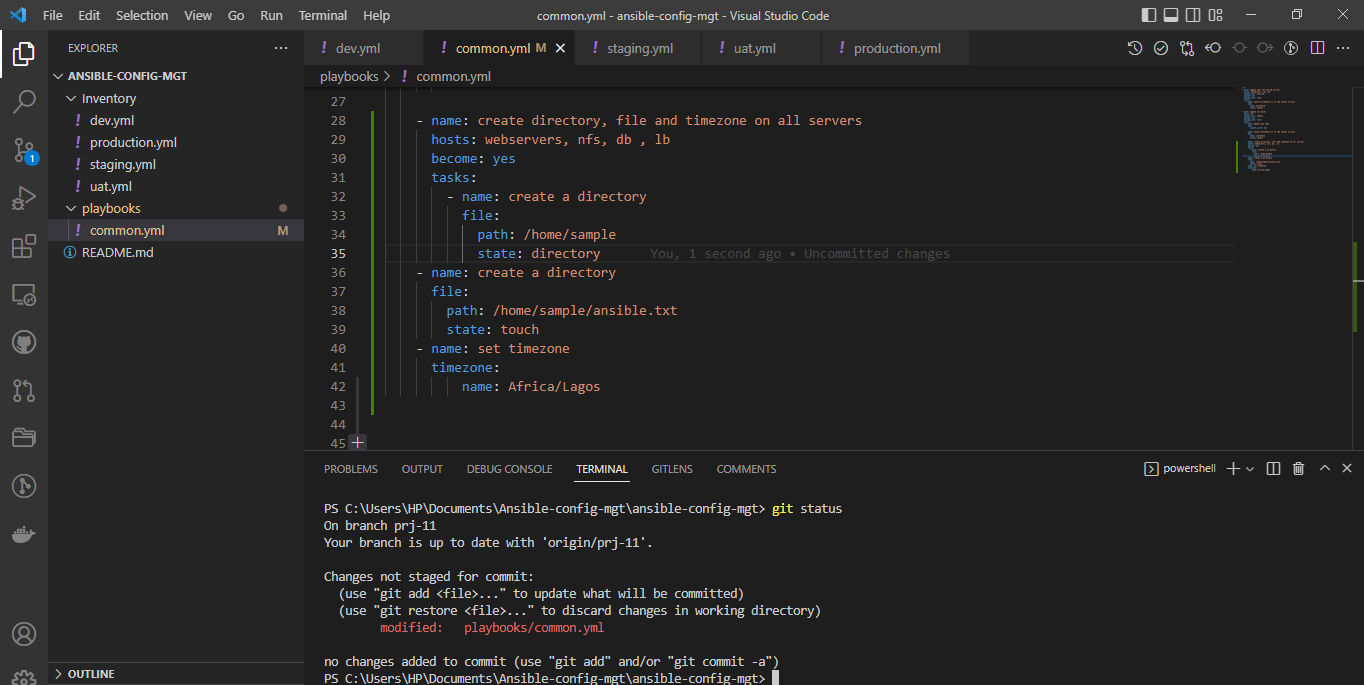 File Edit Selection View Go Run Terminal Help
common.yml - ansible-config-mgt - Visual Studio Code
EXPLORER
ANSIBLE-CONFIG-MGT
Inventory
! dev.yml
! production.yml
! staging.yml
! uat.yml
playbooks
! common.yml M
README.md
OUTLINE
1
! dev.yml ! common.yml M ! staging.yml ! uat.yml ! production.yml
playbooks > ! common.yml
27
28 - name: create directory, file and timezone on all servers
29 hosts: webservers, nfs, db , lb
30 become: yes
31 tasks:
32 - name: create a directory
33 file:
34 path: /home/sample
35 state: directory You, 1 second ago • Uncommitted changes
36 - name: create a directory
37 file:
38 path: /home/sample/ansible.txt
39 state: touch
40 - name: set timezone
41 timezone:
42 name: Africa/Lagos
43
44
45 +
PROBLEMS OUTPUT DEBUG CONSOLE TERMINAL GITLENS COMMENTS
powershell
PS C:\Users\HP\Documents\Ansible-config-mgt\ansible-config-mgt> git status
On branch prj-11
Your branch is up to date with 'origin/prj-11'.
Changes not staged for commit:
(use "git add <file>..." to update what will be committed)
(use "git restore <file>..." to discard changes in working directory)
modified: playbooks/common.yml
no changes added to commit (use "git add" and/or "git commit -a")
PS C:\Users\HP\Documents\Ansible-config-mgt\ansible-config-mgt>